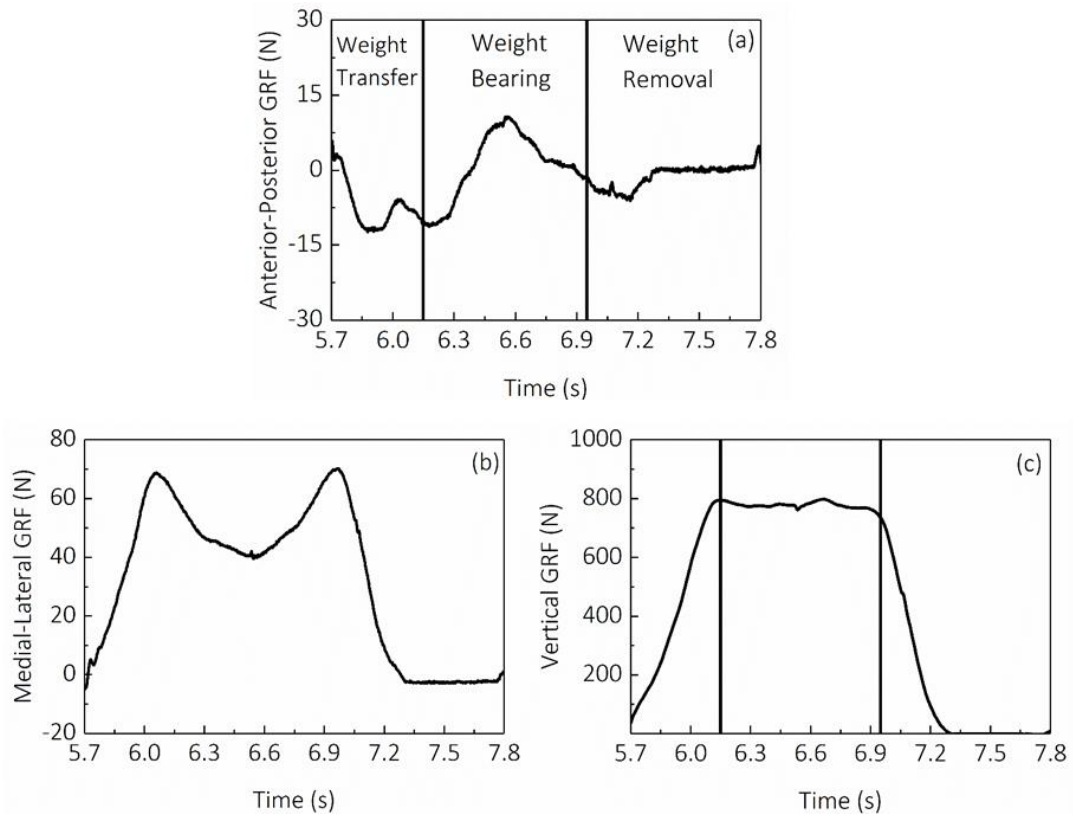 30
15
0
-15
-30
Anterior-Posterior GRF (N)
Weight
Transfer
Weight
Bearing
Weight
Removal
(a)
5.7 6.0 6.3 6.6 6.9 7.2 7.5 7.8
Time (s)
80
60
40
20
0
-20
Medial-Lateral GRF (N)
(b)
5.7 6.0 6.3 6.6 6.9 7.2 7.5 7.8
Time (s)
1000
800
600
400
200
Vertical GRF (N)
(c)
5.7 6.0 6.3 6.6 6.9 7.2 7.5 7.8
Time (s)